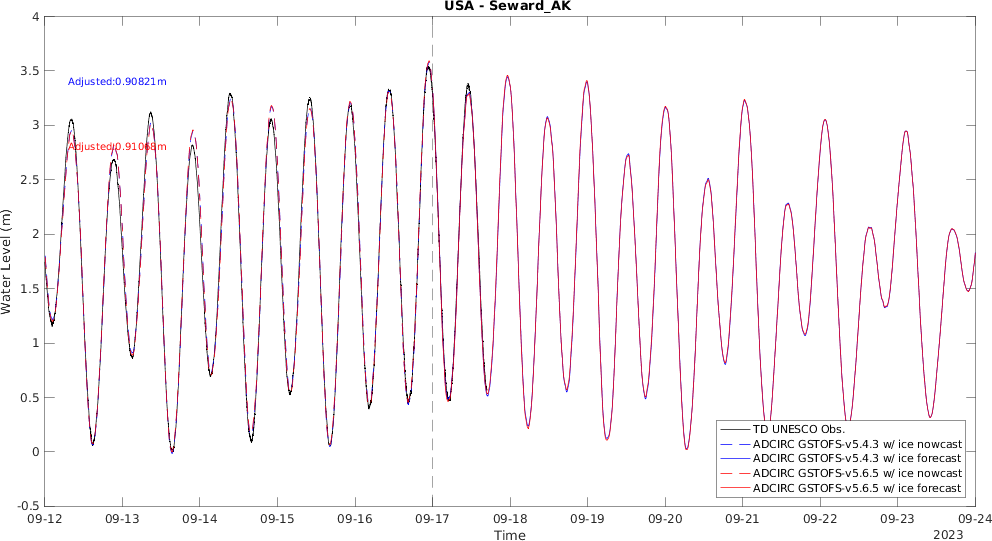 USA - Seward_AK
4
3.5
3
2.5
2
1.5
1
0.5
0
-0.5
Water Level (m)
Adjusted:0.90821m
Adjusted:0.91068m
TD UNESCO Obs.
ADCIRC GSTOFS-v5.4.3 w/ ice nowcast
ADCIRC GSTOFS-v5.4.3 w/ ice forecast
ADCIRC GSTOFS-v5.6.5 w/ ice nowcast
ADCIRC GSTOFS-v5.6.5 w/ ice forecast
09-12 09-13 09-14 09-15 09-16 09-17 09-18 09-19 09-20 09-21 09-22 09-23 09-24
Time
2023